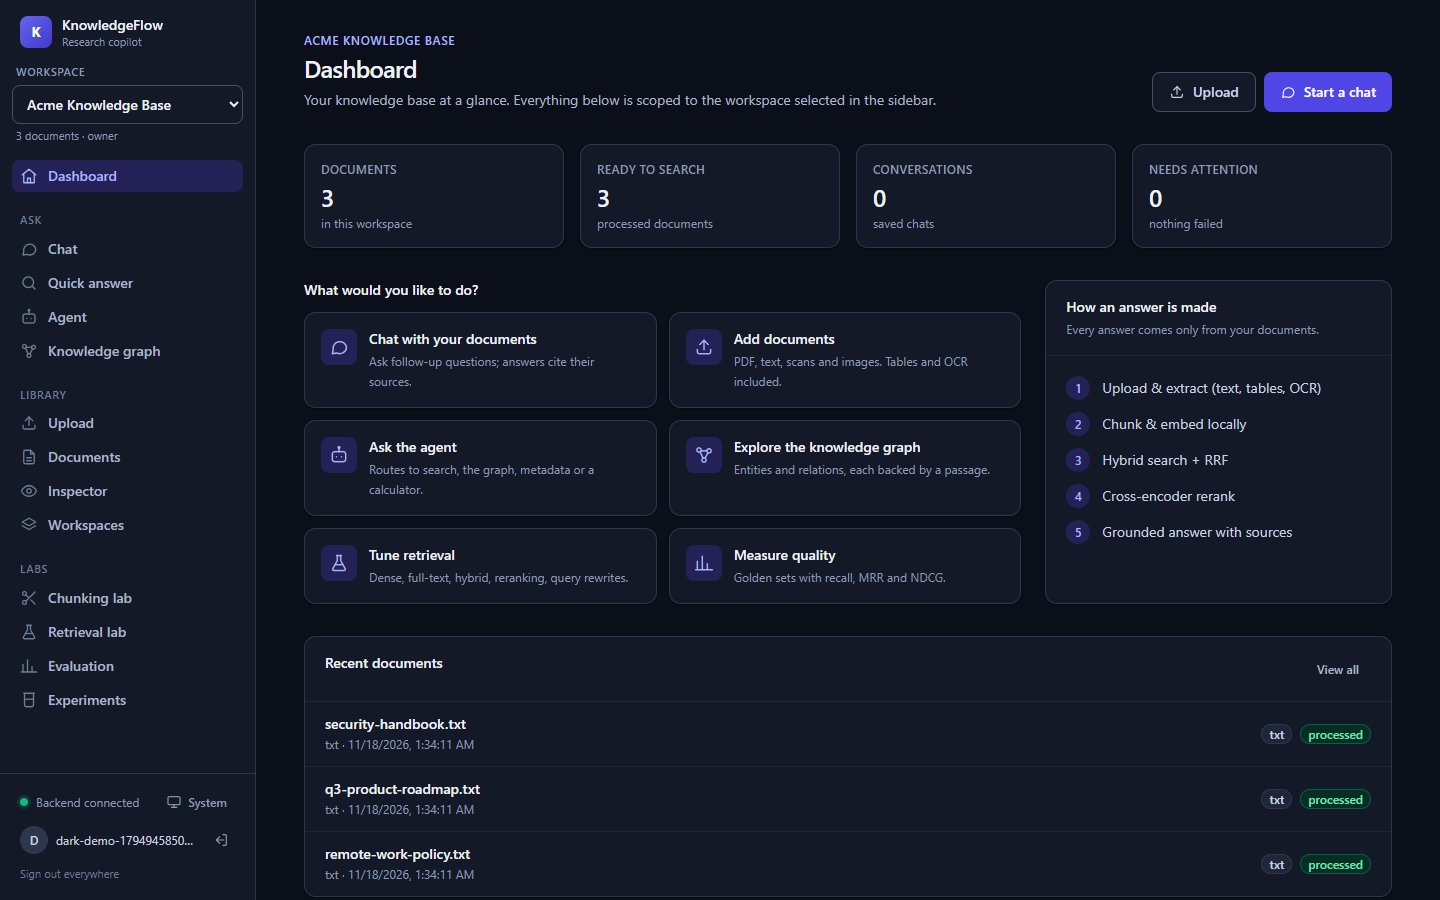 K
KnowledgeFlow
Research copilot
WORKSPACE
Acme Knowledge Base
3 documents · owner
Dashboard
ASK
Chat
Quick answer
Agent
Knowledge graph
LIBRARY
Upload
Documents
Inspector
Workspaces
LABS
Chunking lab
Retrieval lab
Evaluation
Experiments
Backend connected
System
D
dark-demo-1794945850...
Sign out everywhere
ACME KNOWLEDGE BASE
Dashboard
Your knowledge base at a glance. Everything below is scoped to the workspace selected in the sidebar.
Upload
Start a chat
DOCUMENTS
3
in this workspace
READY TO SEARCH
3
processed documents
CONVERSATIONS
0
saved chats
NEEDS ATTENTION
0
nothing failed
What would you like to do?
Chat with your documents
Ask follow-up questions; answers cite their
sources.
Add documents
PDF, text, scans and images. Tables and OCR
included.
Ask the agent
Routes to search, the graph, metadata or a
calculator.
Explore the knowledge graph
Entities and relations, each backed by a passage.
Tune retrieval
Dense, full-text, hybrid, reranking, query rewrites.
Measure quality
Golden sets with recall, MRR and NDCG.
How an answer is made
Every answer comes only from your documents.
1 Upload & extract (text, tables, OCR)
2 Chunk & embed locally
3 Hybrid search + RRF
4 Cross-encoder rerank
5 Grounded answer with sources
Recent documents
View all
security-handbook.txt
txt · 11/18/2026, 1:34:11 AM
txt processed
q3-product-roadmap.txt
txt · 11/18/2026, 1:34:11 AM
txt processed
remote-work-policy.txt
txt · 11/18/2026, 1:34:11 AM
txt processed